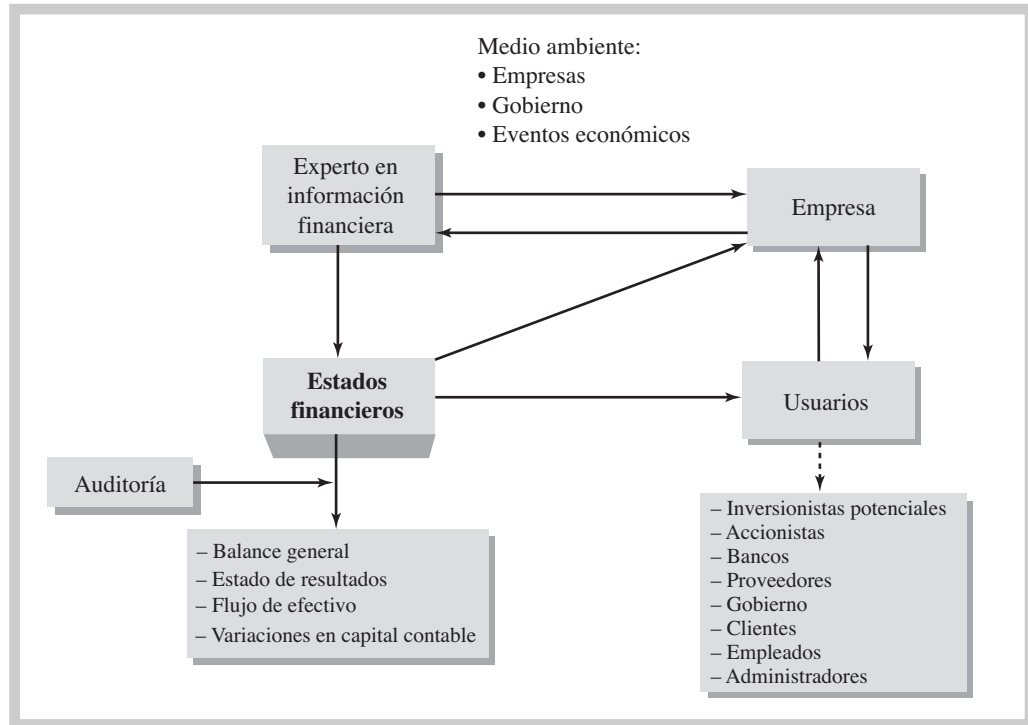 Medio ambiente:
• Empresas
• Gobierno
• Eventos económicos
Experto en
información
financiera
Empresa
Estados
financieros
Usuarios
Auditoría
– Balance general
– Estado de resultados
– Flujo de efectivo
– Variaciones en capital contable
– Inversionistas potenciales
– Accionistas
– Bancos
– Proveedores
– Gobierno
– Clientes
– Empleados
– Administradores